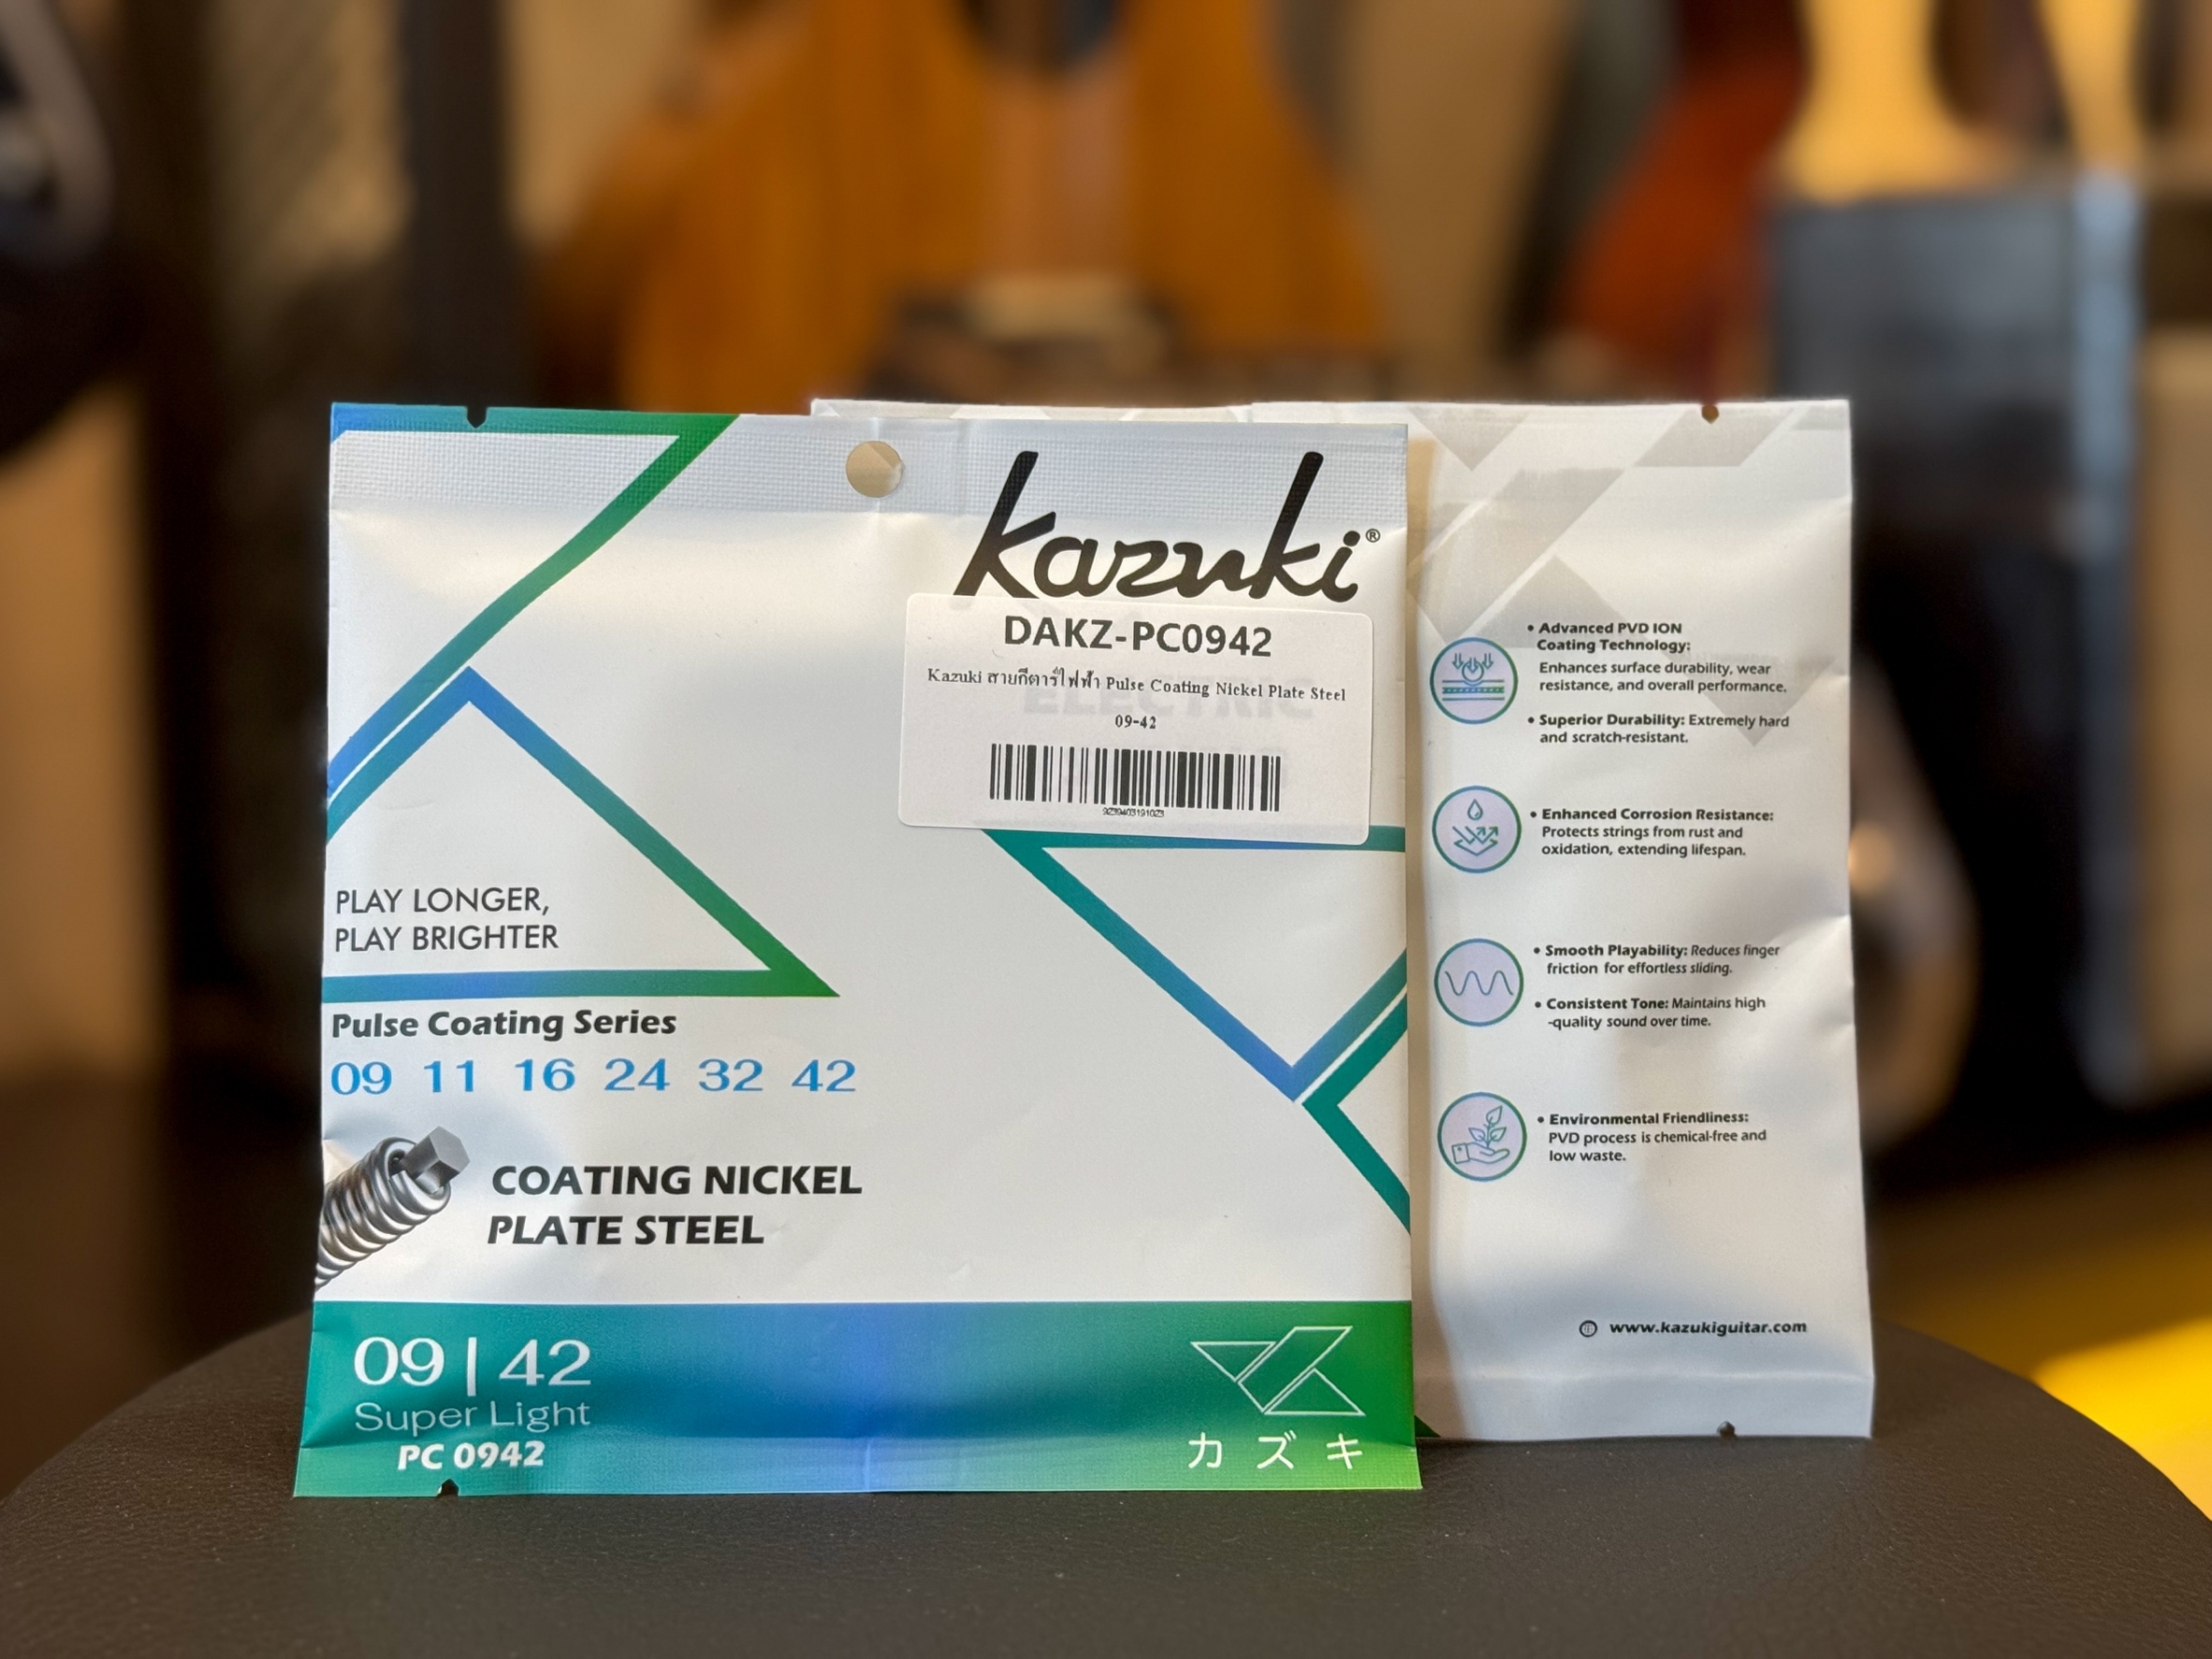 Kazuki®
DAKZ-PC0942
Kazuki สายกีตาร์ไฟฟ้า Pulse Coating Nickel Plate Steel
09-42
PLAY LONGER,
PLAY BRIGHTER
Pulse Coating Series
09 11 16 24 32 42
COATING NICKEL
PLATE STEEL
09 | 42
Super Light
PC 0942
カズキ
• Advanced PVD ION
Coating Technology:
Enhances surface durability, wear
resistance, and overall performance.
• Superior Durability: Extremely hard
and scratch-resistant.
• Enhanced Corrosion Resistance:
Protects strings from rust and
oxidation, extending lifespan.
• Smooth Playability: Reduces finger
friction for effortless sliding.
• Consistent Tone: Maintains high
-quality sound over time.
• Environmental Friendliness:
PVD process is chemical-free and
low waste.
www.kazukiguitar.com